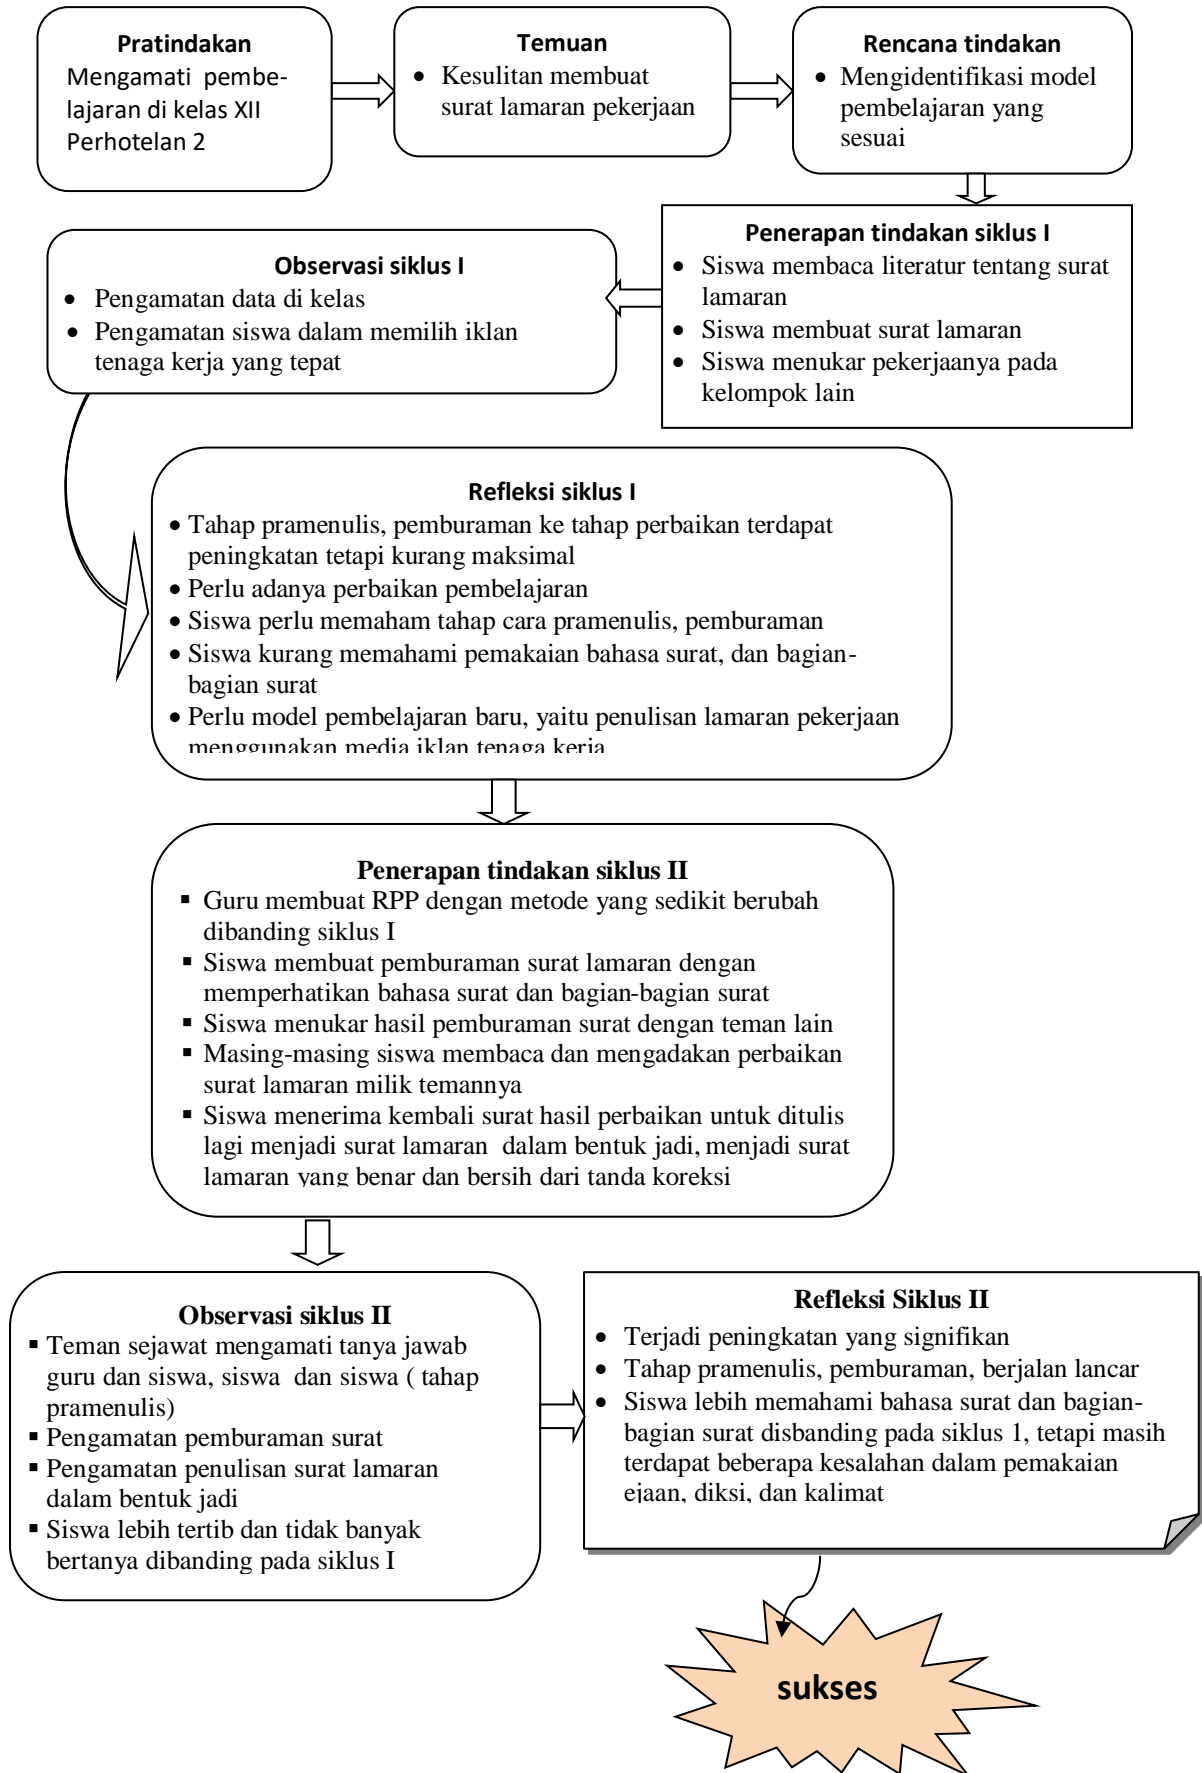 Pratindakan
Mengamati pembe-
lajaran di kelas XII
Perhotelan 2
Temuan
• Kesulitan membuat
surat lamaran pekerjaan
Rencana tindakan
• Mengidentifikasi model
pembelajaran yang
sesuai
Penerapan tindakan siklus I
• Siswa membaca literatur tentang surat
lamaran
• Siswa membuat surat lamaran
• Siswa menukar pekerjaanya pada
kelompok lain
Observasi siklus I
• Pengamatan data di kelas
• Pengamatan siswa dalam memilih iklan
tenaga kerja yang tepat
Refleksi siklus I
• Tahap pramenulis, pemburaman ke tahap perbaikan terdapat
peningkatan tetapi kurang maksimal
• Perlu adanya perbaikan pembelajaran
• Siswa perlu memaham tahap cara pramenulis, pemburaman
• Siswa kurang memahami pemakaian bahasa surat, dan bagian-
bagian surat
• Perlu model pembelajaran baru, yaitu penulisan lamaran pekerjaan
menggunakan media iklan tenaga kerja
Penerapan tindakan siklus II
▪ Guru membuat RPP dengan metode yang sedikit berubah
dibanding siklus I
▪ Siswa membuat pemburaman surat lamaran dengan
memperhatikan bahasa surat dan bagian-bagian surat
▪ Siswa menukar hasil pemburaman surat dengan teman lain
▪ Masing-masing siswa membaca dan mengadakan perbaikan
surat lamaran milik temannya
▪ Siswa menerima kembali surat hasil perbaikan untuk ditulis
lagi menjadi surat lamaran dalam bentuk jadi, menjadi surat
lamaran yang benar dan bersih dari tanda koreksi
Observasi siklus II
▪ Teman sejawat mengamati tanya jawab
guru dan siswa, siswa dan siswa ( tahap
pramenulis)
▪ Pengamatan pemburaman surat
▪ Pengamatan penulisan surat lamaran
dalam bentuk jadi
▪ Siswa lebih tertib dan tidak banyak
bertanya dibanding pada siklus I
Refleksi Siklus II
• Terjadi peningkatan yang signifikan
• Tahap pramenulis, pemburaman, berjalan lancar
• Siswa lebih memahami bahasa surat dan bagian-
bagian surat disbanding pada siklus 1, tetapi masih
terdapat beberapa kesalahan dalam pemakaian
ejaan, diksi, dan kalimat
sukses